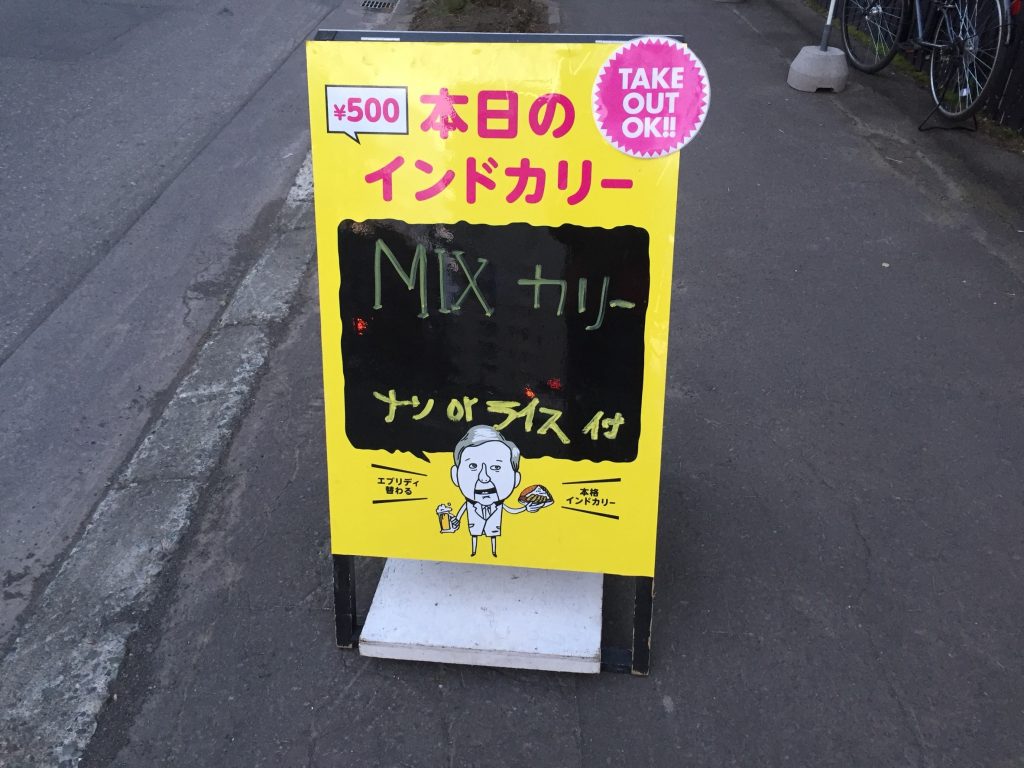 ¥500
本日の
インドカリー
TAKE
OUT
OK!!
MIX カリー
ナン or ライス 付
エブリディ
替わる
本格
インドカリー